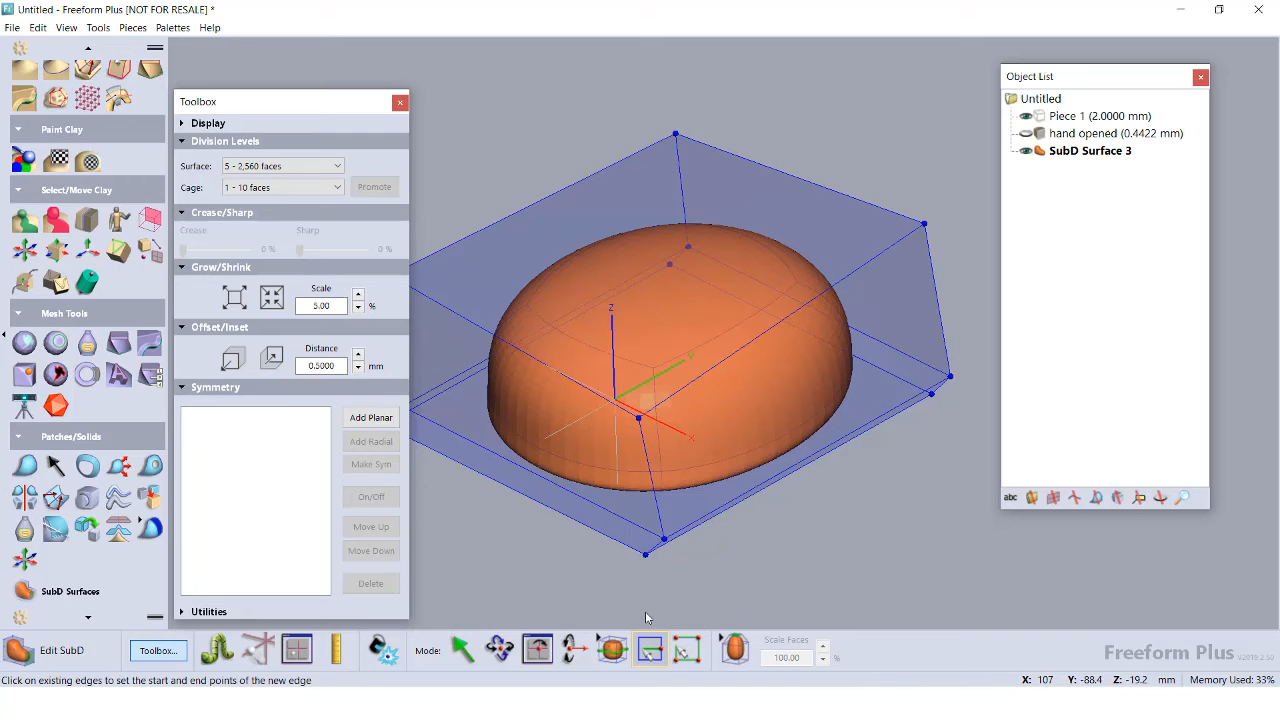 Untitled - Freeform Plus [NOT FOR RESALE] *
File Edit View Tools Pieces Palettes Help
Paint Clay
Select/Move Clay
Mesh Tools
Patches/Solids
SubD Surfaces
Toolbox
Display
Division Levels
Surface: 5 - 2,560 faces
Cage: 1 - 10 faces Promote
Crease/Sharp
Crease Sharp
0 % 0 %
Grow/Shrink
Scale
5.00 %
Offset/Inset
Distance
0.5000 mm
Symmetry
Add Planar
Add Radial
Make Sym
On/Off
Move Up
Move Down
Delete
Utilities
Z
Y
X
Object List
Untitled
Piece 1 (2.0000 mm)
hand opened (0.4422 mm)
SubD Surface 3
abc
Edit SubD Toolbox... Mode: Scale Faces
100.00 %
Freeform Plus v2019.2.50
Click on existing edges to set the start and end points of the new edge X: 107 Y: -88.4 Z: -19.2 mm Memory Used: 33%